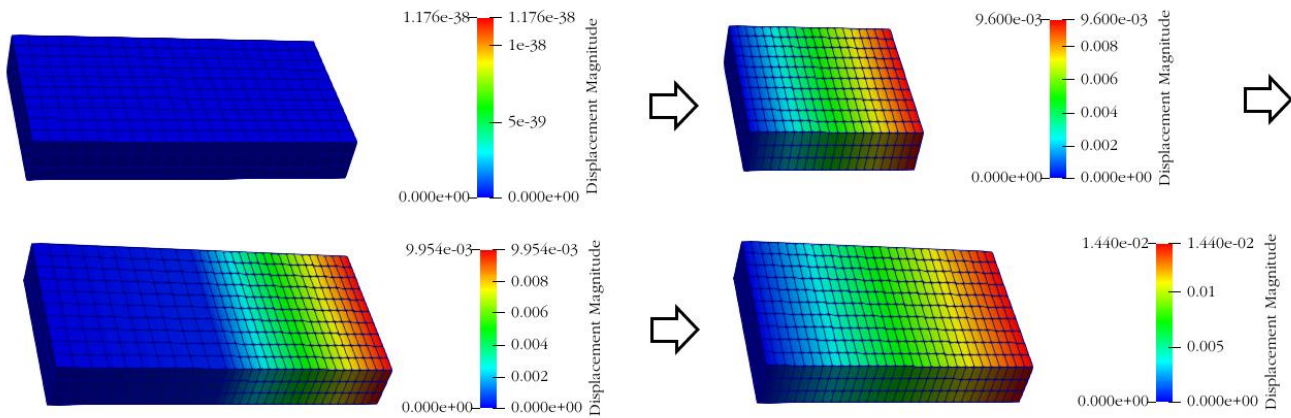 1.176e-38 1.176e-38
1e-38
5e-39
0.000e+00 0.000e+00
Displacement Magnitude
9.600e-03 9.600e-03
0.008
0.006
0.004
0.002
0.000e+00 0.000e+00
Displacement Magnitude
9.954e-03 9.954e-03
0.008
0.006
0.004
0.002
0.000e+00 0.000e+00
Displacement Magnitude
1.440e-02 1.440e-02
0.01
0.005
0.000e+00 0.000e+00
Displacement Magnitude